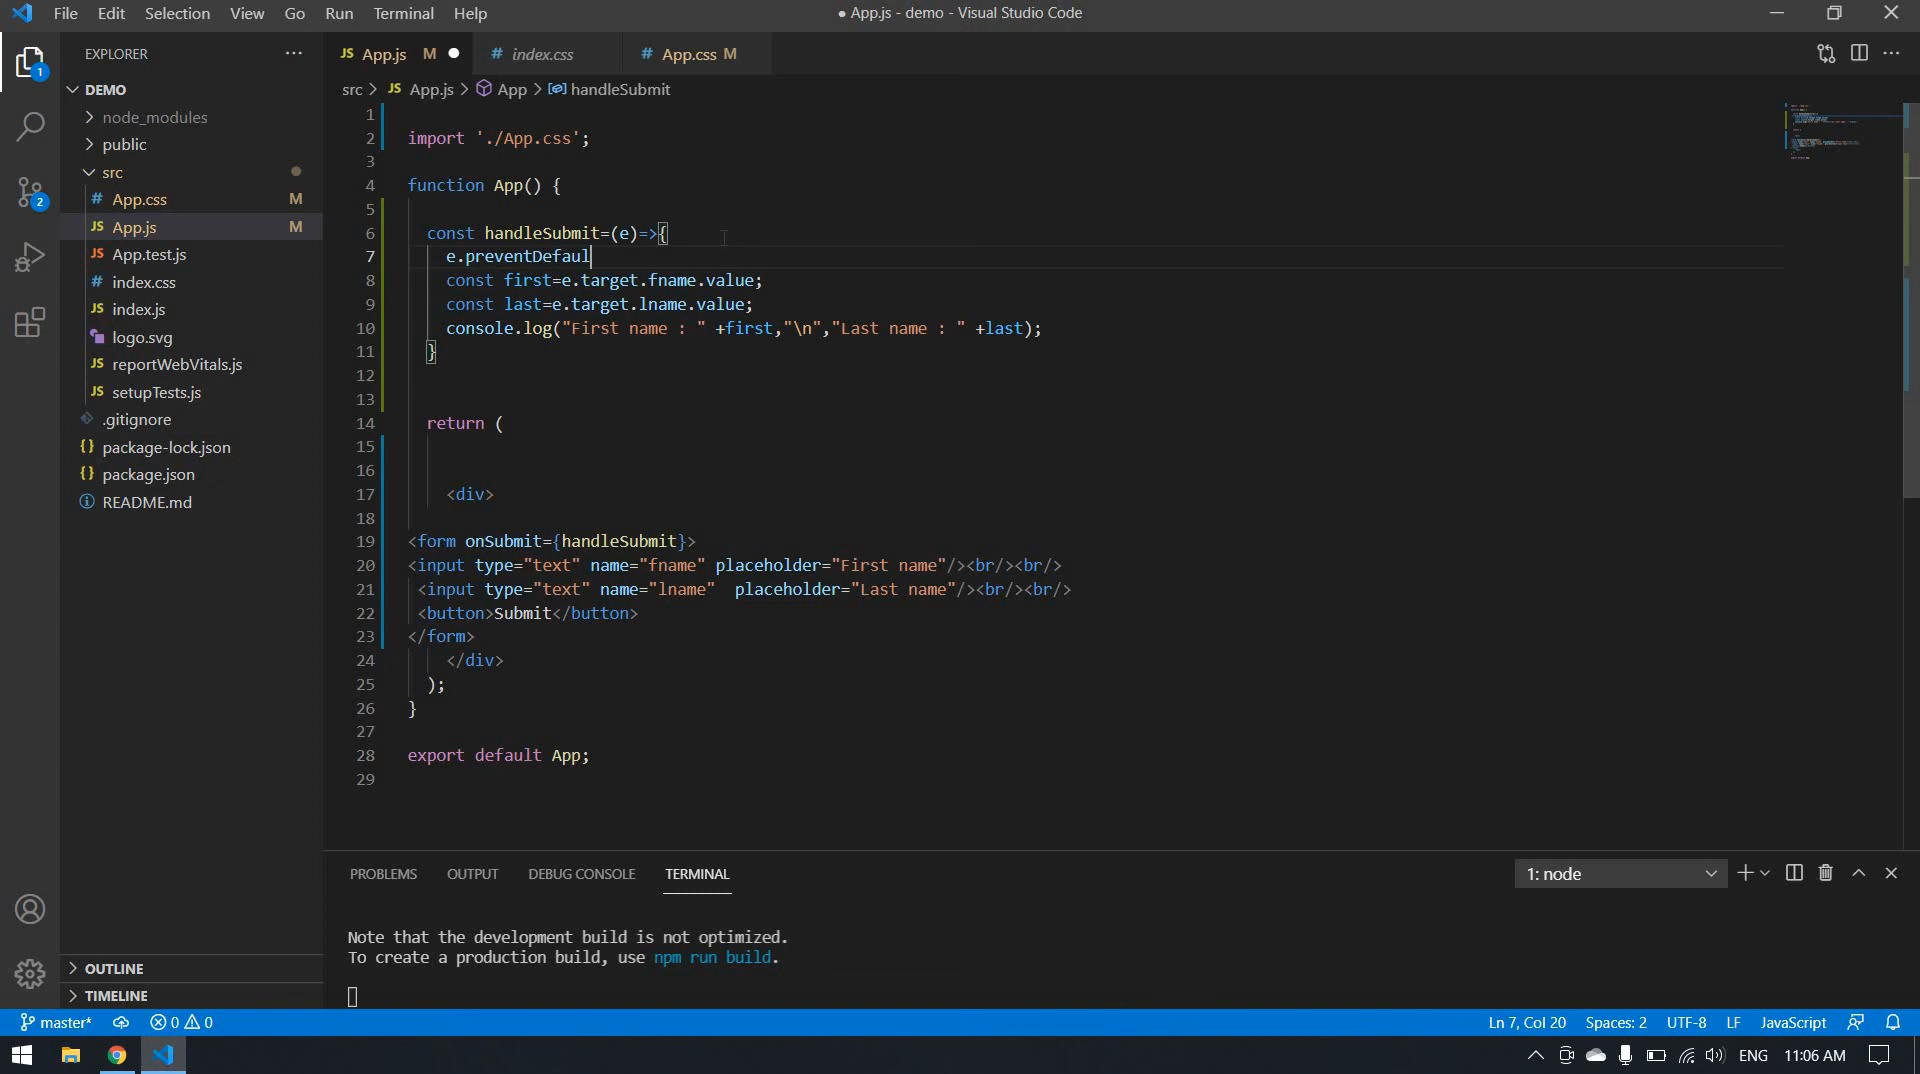 File Edit Selection View Go Run Terminal Help
● App.js - demo - Visual Studio Code
EXPLORER
JS App.js M
# index.css
# App.css M
DEMO
src > JS App.js > App > handleSubmit
node_modules
public
src
# App.css M
JS App.js M
JS App.test.js
# index.css
JS index.js
logo.svg
JS reportWebVitals.js
JS setupTests.js
.gitignore
{} package-lock.json
{} package.json
README.md
1
2
1
2 import './App.css';
3
4 function App() {
5
6 const handleSubmit=(e)=>{
7 e.preventDefaul
8 const first=e.target.fname.value;
9 const last=e.target.lname.value;
10 console.log("First name : " +first,"\n","Last name : " +last);
11 }
12
13
14 return (
15
16
17 <div>
18
19 <form onSubmit={handleSubmit}>
20 <input type="text" name="fname" placeholder="First name"/><br/><br/>
21 <input type="text" name="lname"  placeholder="Last name"/><br/><br/>
22 <button>Submit</button>
23 </form>
24 </div>
25 );
26 }
27
28 export default App;
29
PROBLEMS OUTPUT DEBUG CONSOLE TERMINAL
1: node
Note that the development build is not optimized.
To create a production build, use npm run build.
OUTLINE
TIMELINE
master* 0 0
Ln 7, Col 20 Spaces: 2 UTF-8 LF JavaScript
ENG 11:06 AM